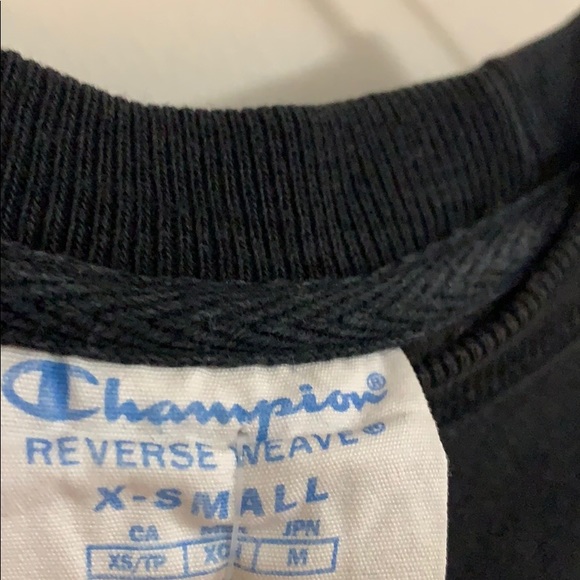 Champion®
REVERSE WEAVE®
X-SMALL
CA JPN
XS/TP M